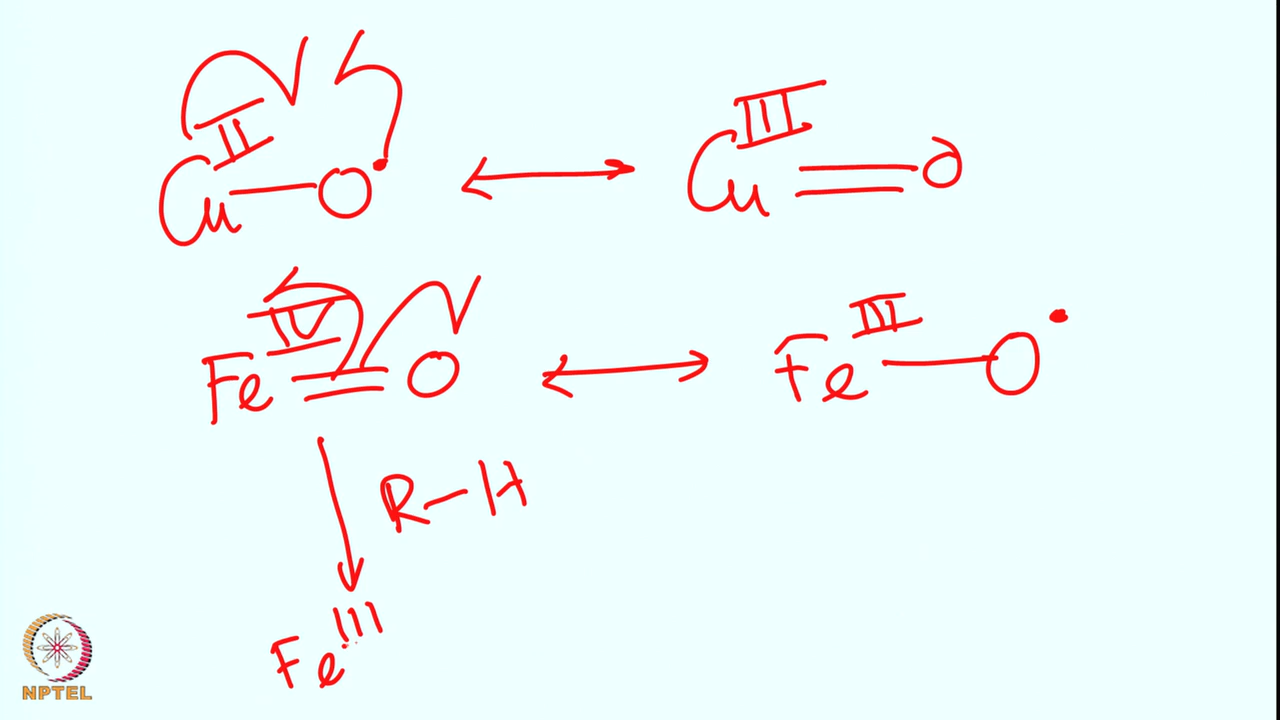 Cu^II—O• ↔ Cu^III=O
Fe^IV=O ↔ Fe^III—O•
R—H
Fe^III
NPTEL